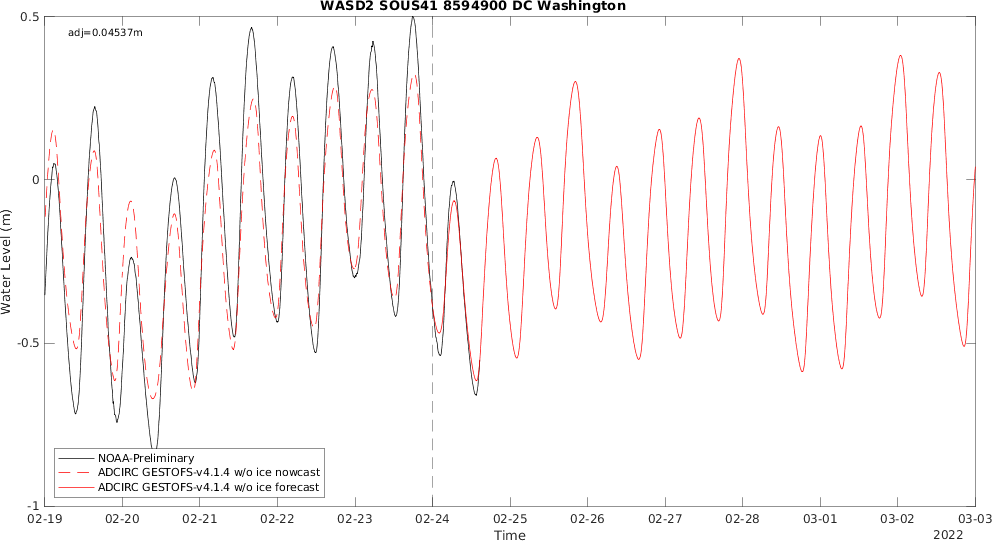 WASD2 SOUS41 8594900 DC Washington
adj=0.04537m
0.5
0
-0.5
-1
Water Level (m)
NOAA-Preliminary
ADCIRC GESTOFS-v4.1.4 w/o ice nowcast
ADCIRC GESTOFS-v4.1.4 w/o ice forecast
02-19 02-20 02-21 02-22 02-23 02-24 02-25 02-26 02-27 02-28 03-01 03-02 03-03
Time
2022